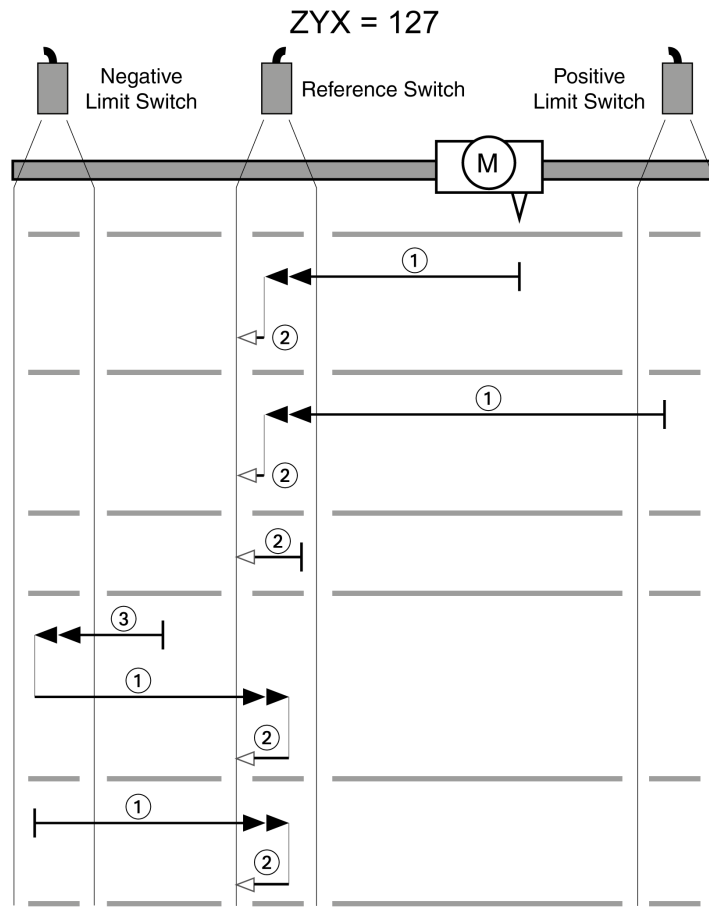 ZYX = 127
Negative
Limit Switch
Reference Switch
Positive
Limit Switch
M
1
2
1
2
2
3
1
2
1
2